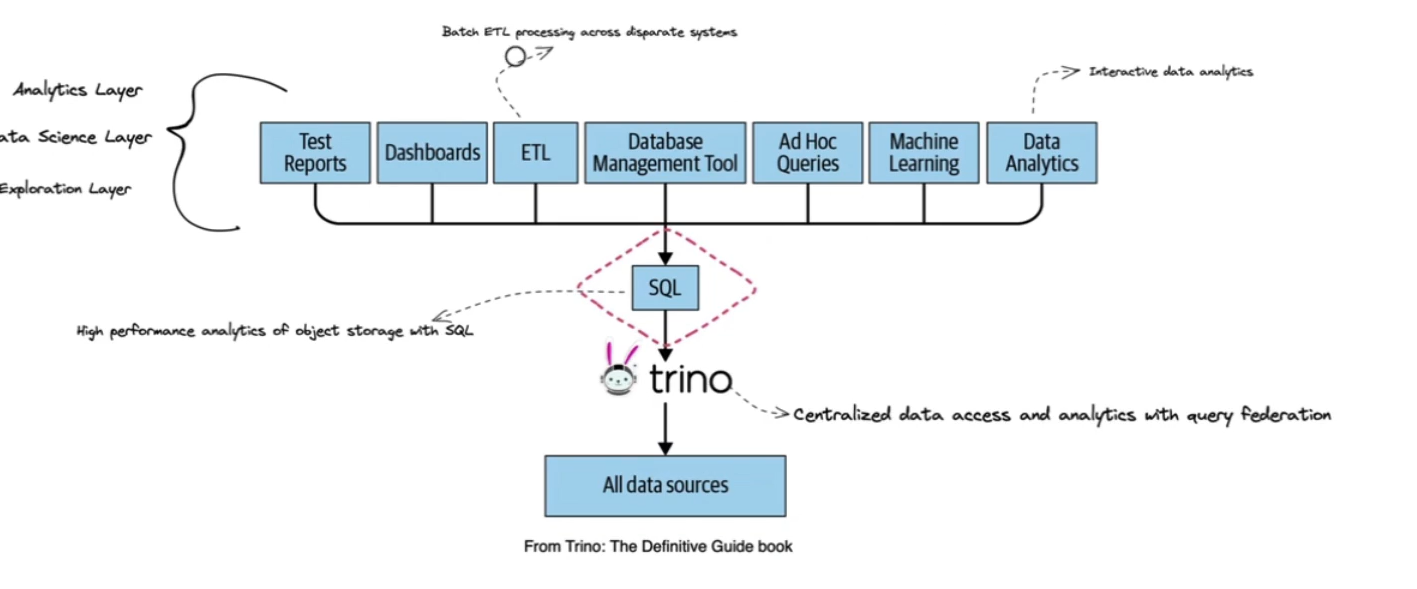 Batch ETL processing across disparate systems
Interactive data analytics
Analytics Layer
ata Science Layer
Exploration Layer
Test
Reports
Dashboards
ETL
Database
Management Tool
Ad Hoc
Queries
Machine
Learning
Data
Analytics
SQL
High performance analytics of object storage with SQL
trino
Centralized data access and analytics with query federation
All data sources
From Trino: The Definitive Guide book